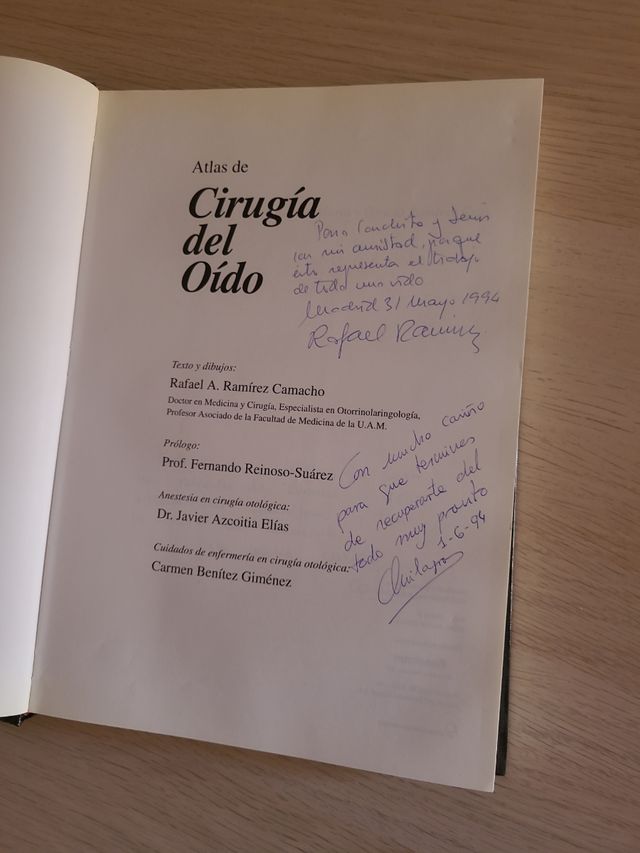 Atlas de
Cirugía
del
Oído
Para Conchita y Jesús
con mi amistad, porque
éste representa el trabajo
de toda una vida
Madrid 31 Mayo 1994
Rafael Ramírez
Texto y dibujos:
Rafael A. Ramírez Camacho
Doctor en Medicina y Cirugía, Especialista en Otorrinolaringología,
Profesor Asociado de la Facultad de Medicina de la U.A.M.
Prólogo:
Prof. Fernando Reinoso-Suárez
Anestesia en cirugía otológica:
Dr. Javier Azcoitia Elías
Cuidados de enfermería en cirugía otológica:
Carmen Benítez Giménez
Con mucho cariño
para que termines
de recuperarte del
todo muy pronto
1-6-94